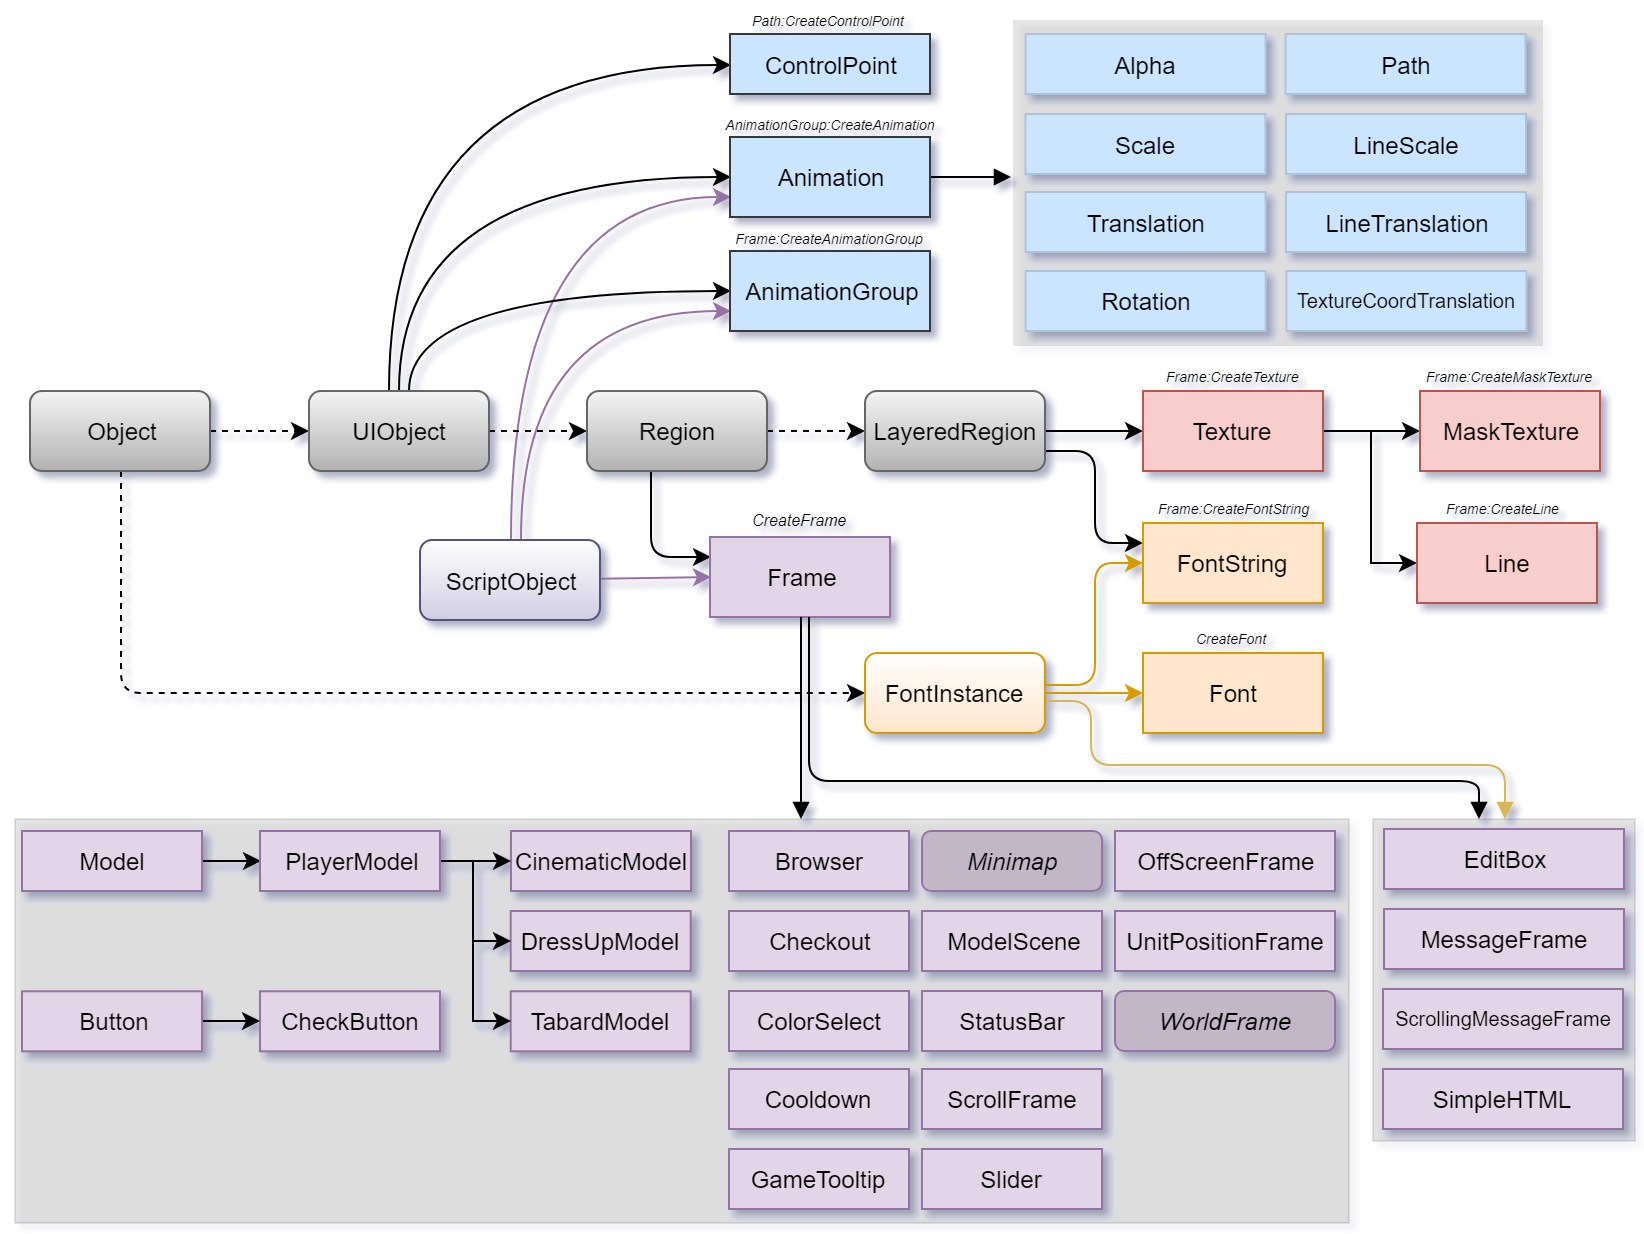 Path:CreateControlPoint
ControlPoint
AnimationGroup:CreateAnimation
Animation
Frame:CreateAnimationGroup
AnimationGroup
Alpha
Path
Scale
LineScale
Translation
LineTranslation
Rotation
TextureCoordTranslation
Object
UIObject
Region
LayeredRegion
Frame:CreateTexture
Texture
Frame:CreateMaskTexture
MaskTexture
ScriptObject
CreateFrame
Frame
Frame:CreateFontString
FontString
Frame:CreateLine
Line
FontInstance
CreateFont
Font
Model
PlayerModel
CinematicModel
DressUpModel
Button
CheckButton
TabardModel
Browser
Minimap
OffScreenFrame
Checkout
ModelScene
UnitPositionFrame
ColorSelect
StatusBar
WorldFrame
Cooldown
ScrollFrame
GameTooltip
Slider
EditBox
MessageFrame
ScrollingMessageFrame
SimpleHTML